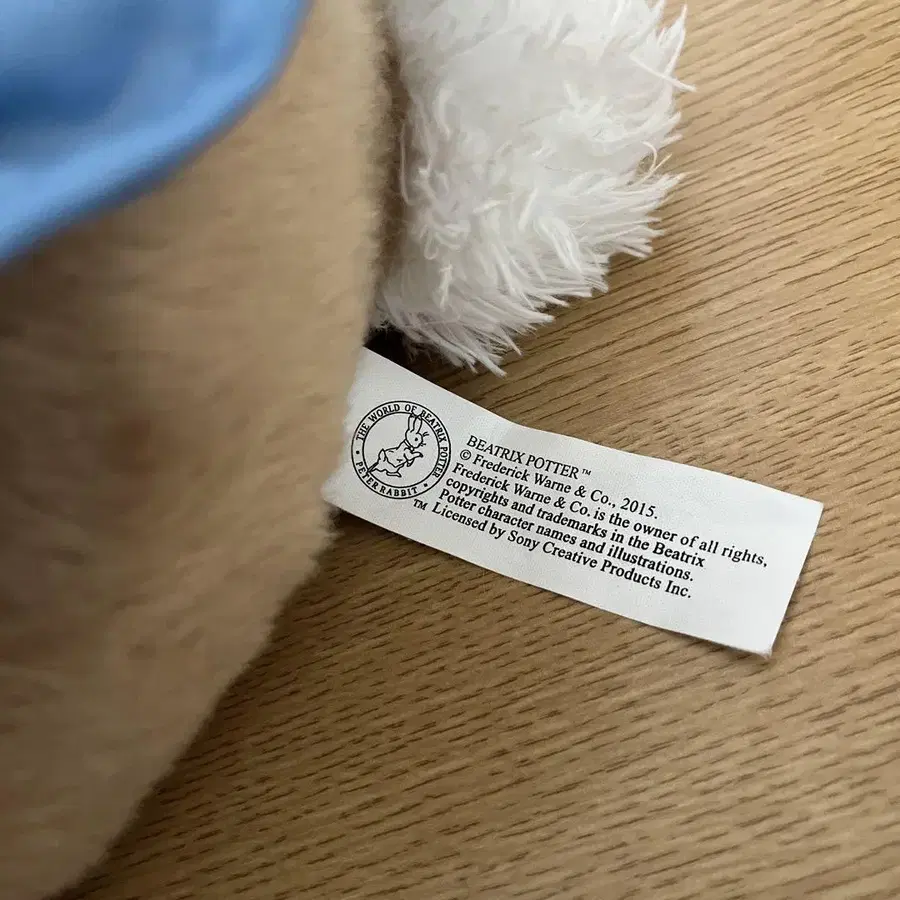 THE WORLD OF BEATRIX POTTER
PETER RABBIT
BEATRIX POTTER™
© Frederick Warne & Co., 2015.
Frederick Warne & Co. is the owner of all rights,
copyrights and trademarks in the Beatrix
Potter character names and illustrations.
™ Licensed by Sony Creative Products Inc.